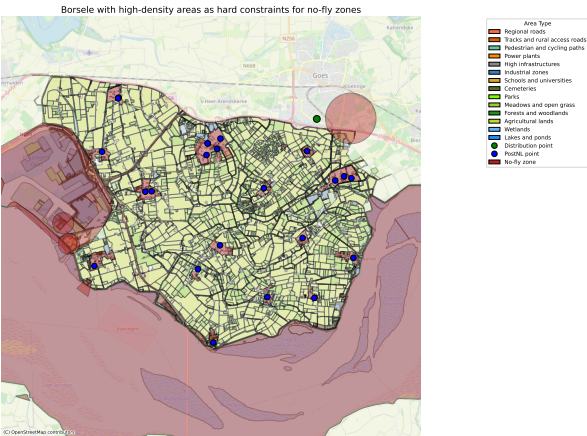 Borsele with high-density areas as hard constraints for no-fly zones
Area Type
Regional roads
Tracks and rural access roads
Pedestrian and cycling paths
Power plants
High infrastructures
Industrial zones
Schools and universities
Cemeteries
Parks
Meadows and open grass
Forests and woodlands
Agricultural lands
Wetlands
Lakes and ponds
Distribution point
PostNL point
No-fly zone
N256
Goes
's-Heer Arendskerke
(C) OpenStreetMap contributors